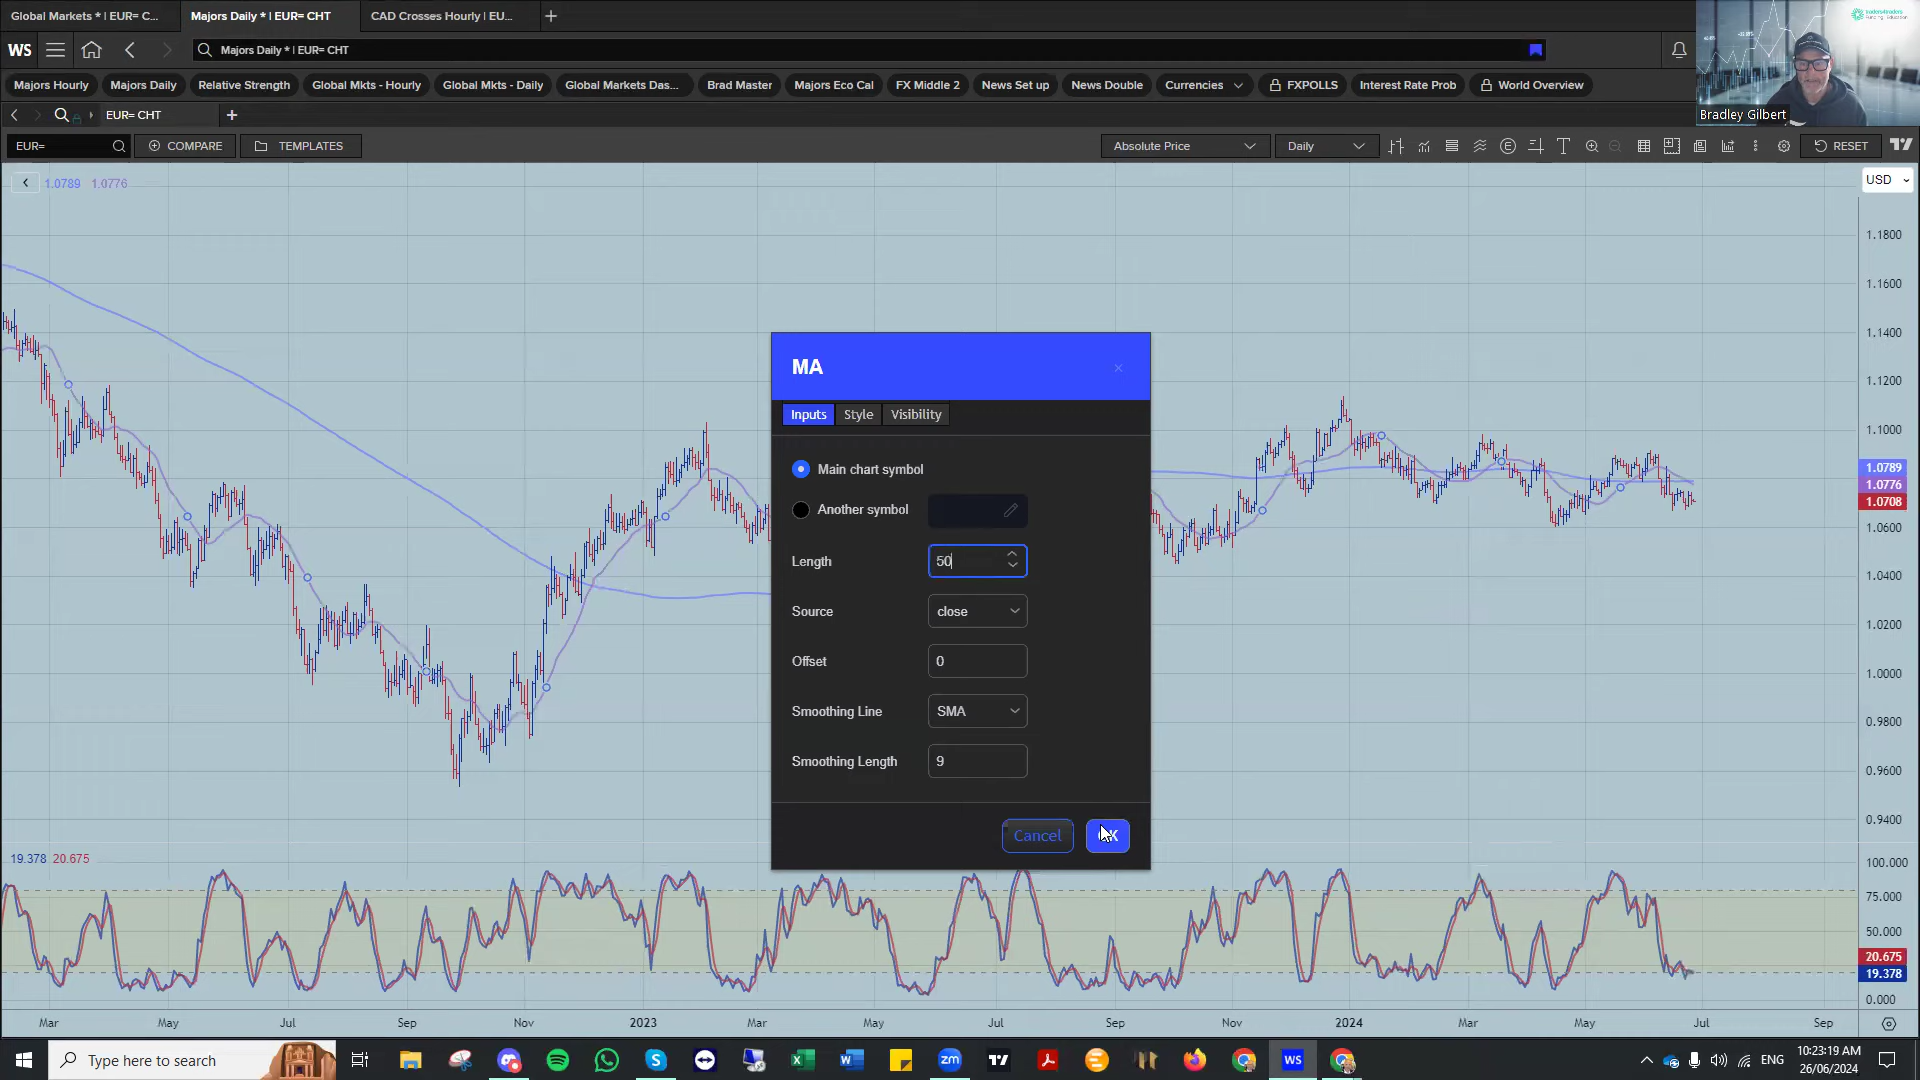 Global Markets * | EUR= C...
Majors Daily * | EUR= CHT
CAD Crosses Hourly | EU...
WS
Majors Daily * | EUR= CHT
Majors Hourly
Majors Daily
Relative Strength
Global Mkts - Hourly
Global Mkts - Daily
Global Markets Das...
Brad Master
Majors Eco Cal
FX Middle 2
News Set up
News Double
Currencies
FXPOLLS
Interest Rate Prob
World Overview
Bradley Gilbert
EUR= CHT
EUR=
COMPARE
TEMPLATES
Absolute Price
Daily
RESET
1.0789 1.0776
USD
1.1800
1.1600
1.1400
1.1200
1.1000
1.0789
1.0776
1.0708
1.0600
1.0400
1.0200
1.0000
0.9800
0.9600
0.9400
MA
Inputs
Style
Visibility
Main chart symbol
Another symbol
Length
50
Source
close
Offset
0
Smoothing Line
SMA
Smoothing Length
9
Cancel
19.378 20.675
100.000
75.000
50.000
20.675
19.378
0.000
Mar
May
Jul
Sep
Nov
2023
Mar
May
Jul
Sep
Nov
2024
Mar
May
Jul
Sep
Type here to search
zm
WS
ENG
10:23:19 AM
26/06/2024